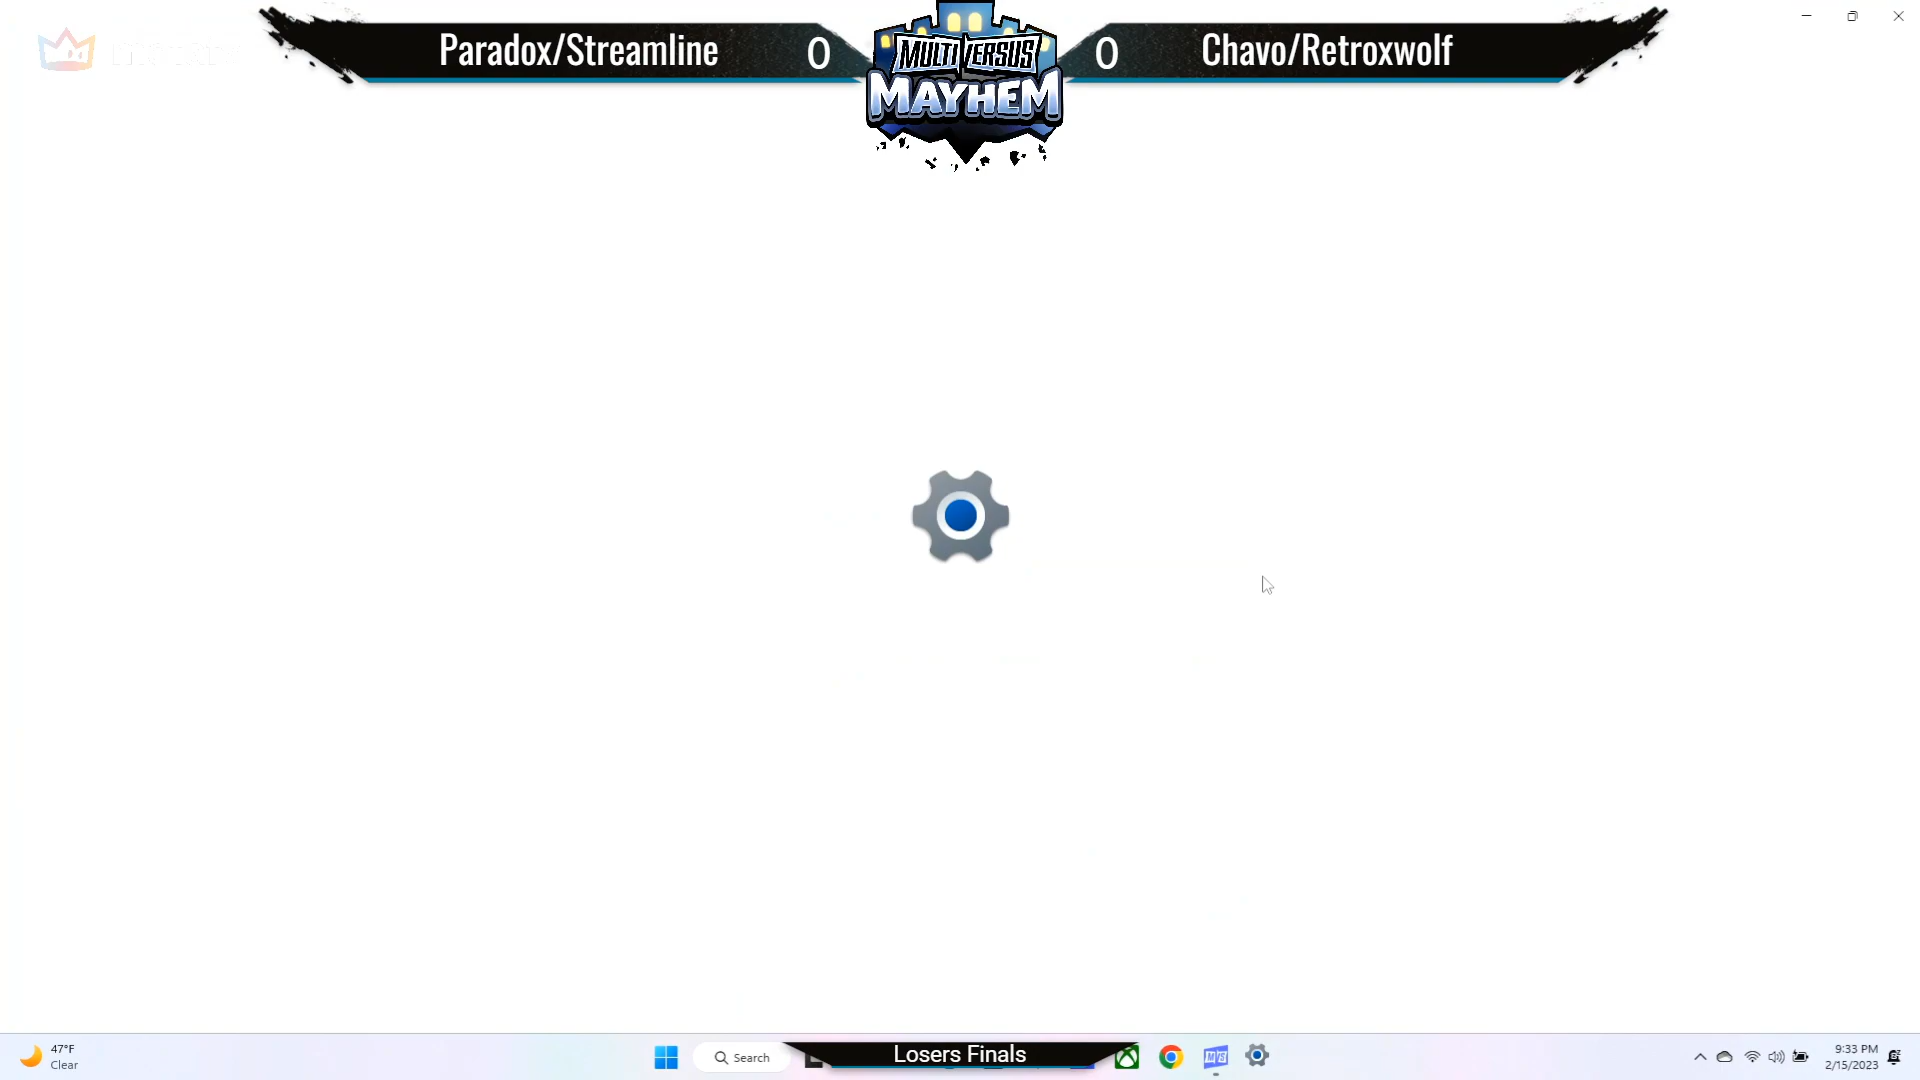 Paradox/Streamline 0
MULTIVERSUS
MAYHEM
0 Chavo/Retroxwolf
47°F
Clear
Search
Losers Finals
MVS
9:33 PM
2/15/2023